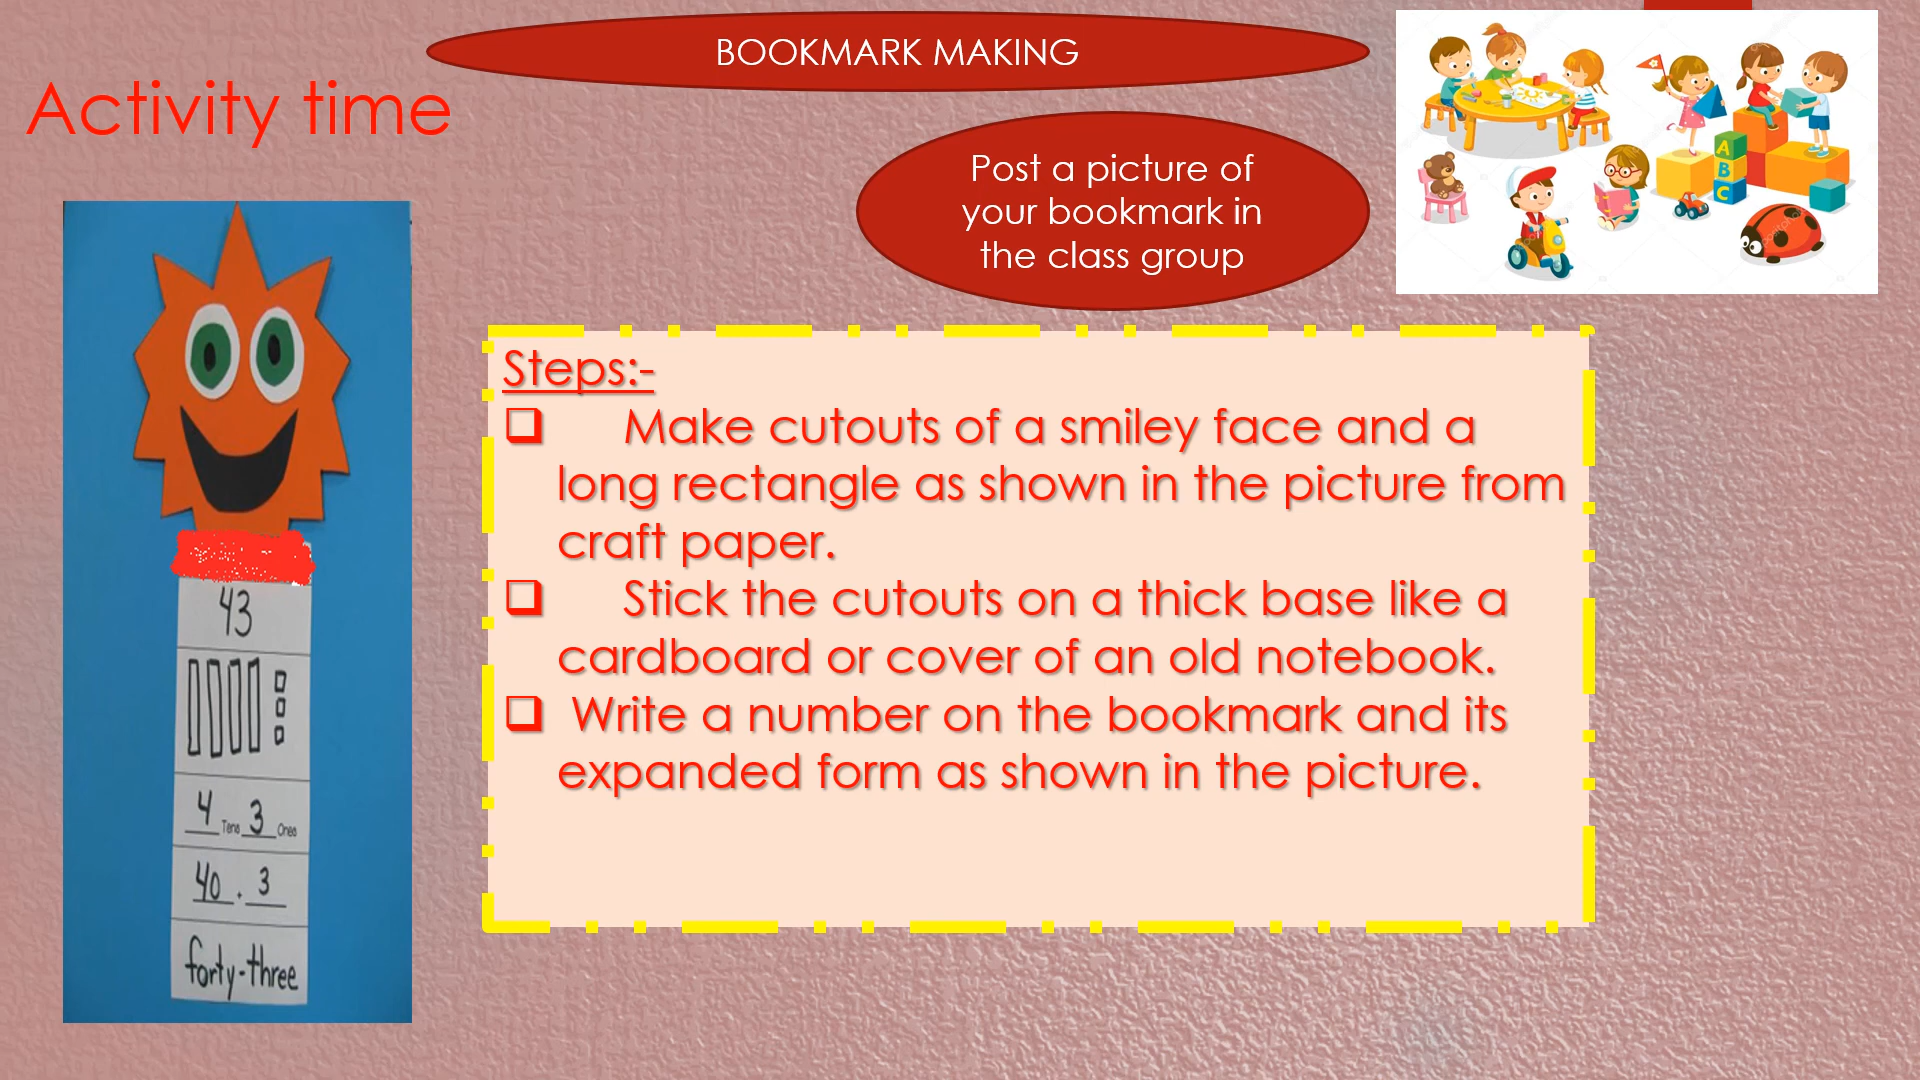 BOOKMARK MAKING
Activity time
Post a picture of
your bookmark in
the class group
A
B
C
Steps:-
❑ Make cutouts of a smiley face and a
long rectangle as shown in the picture from
craft paper.
❑ Stick the cutouts on a thick base like a
cardboard or cover of an old notebook.
❑ Write a number on the bookmark and its
expanded form as shown in the picture.
43
4 Tens 3 Ones
40 + 3
forty-three